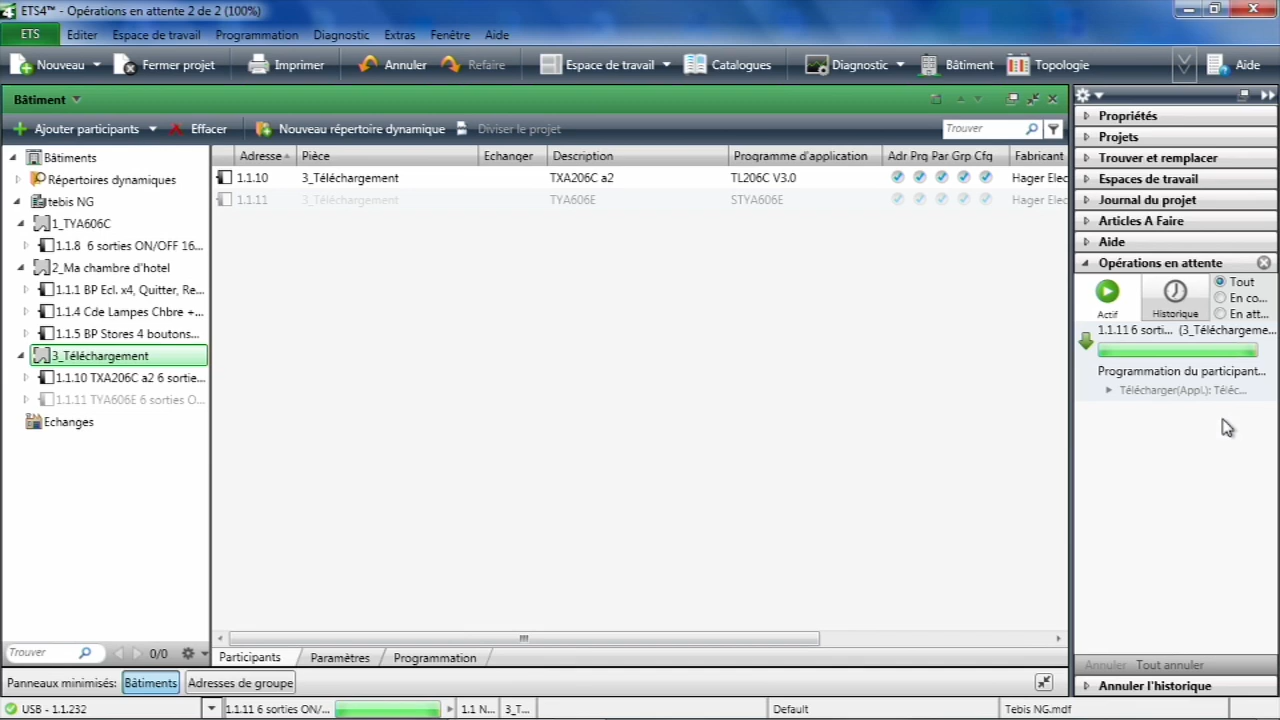 ETS4™ - Opérations en attente 2 de 2 (100%)
ETS Editer Espace de travail Programmation Diagnostic Extras Fenêtre Aide
Nouveau Fermer projet Imprimer Annuler Refaire Espace de travail Catalogues Diagnostic Bâtiment Topologie Aide
Bâtiment
Ajouter participants Effacer Nouveau répertoire dynamique Diviser le projet Trouver
Bâtiments
Répertoires dynamiques
tebis NG
1_TYA606C
1.1.8 6 sorties ON/OFF 16...
2_Ma chambre d'hotel
1.1.1 BP Ecl. x4, Quitter, Re...
1.1.4 Cde Lampes Chbre +...
1.1.5 BP Stores 4 boutons...
3_Téléchargement
1.1.10 TXA206C a2 6 sortie...
1.1.11 TYA606E 6 sorties O...
Echanges
Trouver 0/0
Adresse Pièce Echanger Description Programme d'application Adr Prg Par Grp Cfg Fabricant
1.1.10 3_Téléchargement TXA206C a2 TL206C V3.0 Hager Elec
1.1.11 3_Téléchargement TYA606E STYA606E Hager Elec
Participants Paramètres Programmation
Propriétés
Projets
Trouver et remplacer
Espaces de travail
Journal du projet
Articles A Faire
Aide
Opérations en attente
Actif Historique
Tout
En co...
En att...
1.1.11 6 sorti... (3_Téléchargeme...
Programmation du participant...
Télécharger(Appl.): Téléc...
Annuler Tout annuler
Annuler l'historique
Panneaux minimisés: Bâtiments Adresses de groupe
USB - 1.1.232 1.1.11 6 sorties ON/... 1.1 N... 3_T... Default Tebis NG.mdf